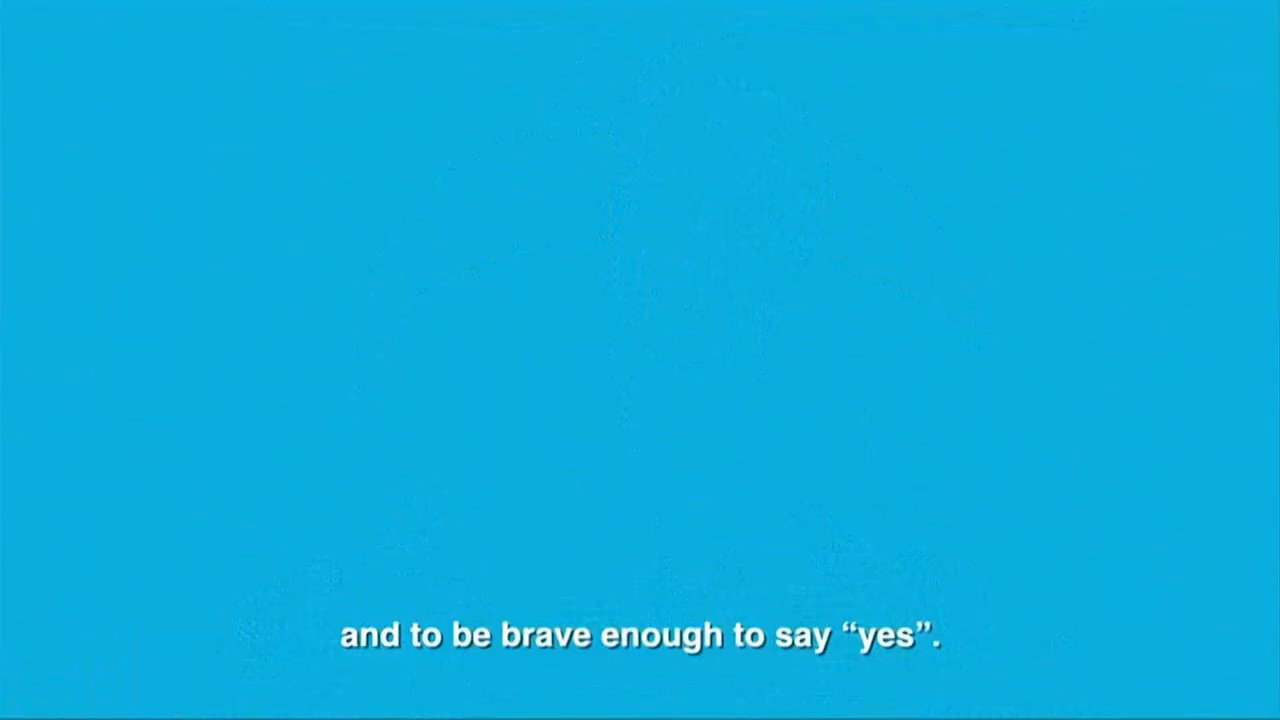 and to be brave enough to say “yes”.